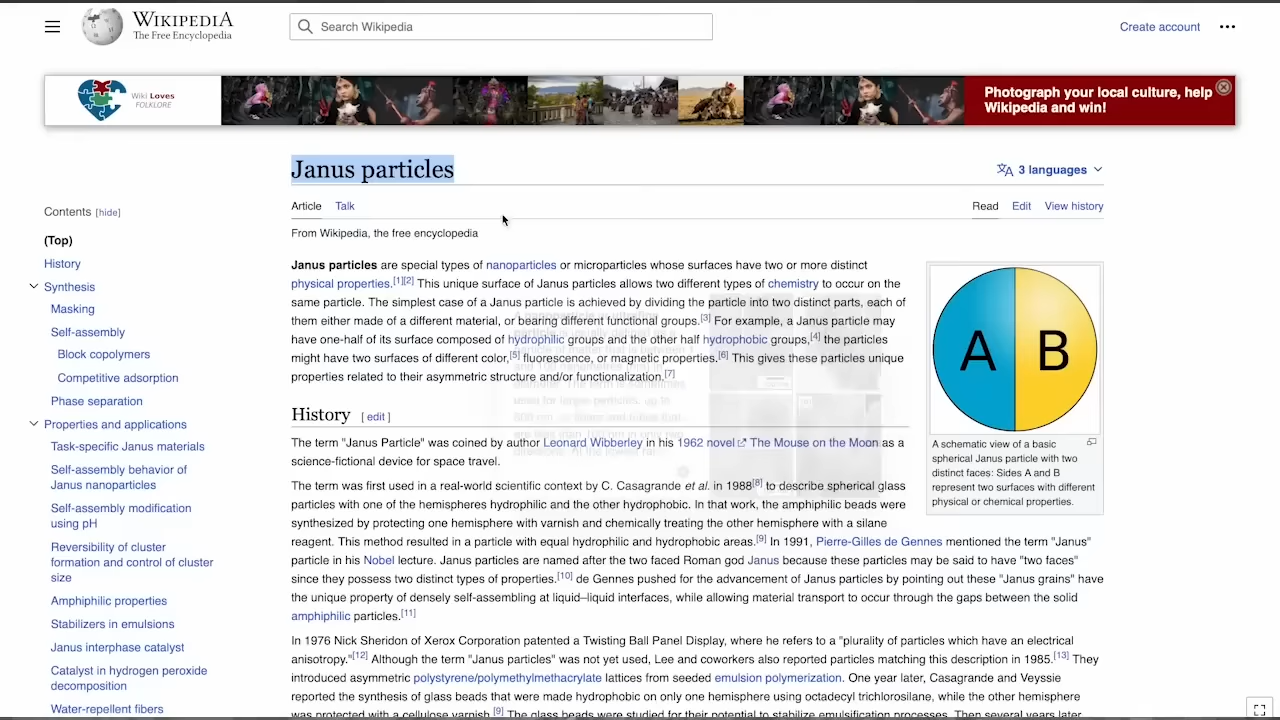 WIKIPEDIA
The Free Encyclopedia
Search Wikipedia
Create account
Wiki Loves
FOLKLORE
Photograph your local culture, help
Wikipedia and win!
Janus particles
3 languages
Contents [hide]
(Top)
History
Synthesis
Masking
Self-assembly
Block copolymers
Competitive adsorption
Phase separation
Properties and applications
Task-specific Janus materials
Self-assembly behavior of
Janus nanoparticles
Self-assembly modification
using pH
Reversibility of cluster
formation and control of cluster
size
Amphiphilic properties
Stabilizers in emulsions
Janus interphase catalyst
Catalyst in hydrogen peroxide
decomposition
Water-repellent fibers
Article Talk
Read Edit View history
From Wikipedia, the free encyclopedia
Janus particles are special types of nanoparticles or microparticles whose surfaces have two or more distinct
physical properties.[1][2] This unique surface of Janus particles allows two different types of chemistry to occur on the
same particle. The simplest case of a Janus particle is achieved by dividing the particle into two distinct parts, each of
them either made of a different material, or bearing different functional groups.[3] For example, a Janus particle may
have one-half of its surface composed of hydrophilic groups and the other half hydrophobic groups,[4] the particles
might have two surfaces of different color,[5] fluorescence, or magnetic properties.[6] This gives these particles unique
properties related to their asymmetric structure and/or functionalization.[7]
A B
A schematic view of a basic
spherical Janus particle with two
distinct faces: Sides A and B
represent two surfaces with different
physical or chemical properties.
History [ edit ]
The term "Janus Particle" was coined by author Leonard Wibberley in his 1962 novel The Mouse on the Moon as a
science-fictional device for space travel.
The term was first used in a real-world scientific context by C. Casagrande et al. in 1988[8] to describe spherical glass
particles with one of the hemispheres hydrophilic and the other hydrophobic. In that work, the amphiphilic beads were
synthesized by protecting one hemisphere with varnish and chemically treating the other hemisphere with a silane
reagent. This method resulted in a particle with equal hydrophilic and hydrophobic areas.[9] In 1991, Pierre-Gilles de Gennes mentioned the term "Janus"
particle in his Nobel lecture. Janus particles are named after the two faced Roman god Janus because these particles may be said to have "two faces"
since they possess two distinct types of properties.[10] de Gennes pushed for the advancement of Janus particles by pointing out these "Janus grains" have
the unique property of densely self-assembling at liquid–liquid interfaces, while allowing material transport to occur through the gaps between the solid
amphiphilic particles.[11]
In 1976 Nick Sheridon of Xerox Corporation patented a Twisting Ball Panel Display, where he refers to a "plurality of particles which have an electrical
anisotropy."[12] Although the term "Janus particles" was not yet used, Lee and coworkers also reported particles matching this description in 1985.[13] They
introduced asymmetric polystyrene/polymethylmethacrylate lattices from seeded emulsion polymerization. One year later, Casagrande and Veyssie
reported the synthesis of glass beads that were made hydrophobic on only one hemisphere using octadecyl trichlorosilane, while the other hemisphere
was protected with a cellulose varnish.[9] The glass beads were studied for their potential to stabilize emulsification processes. Then several years later